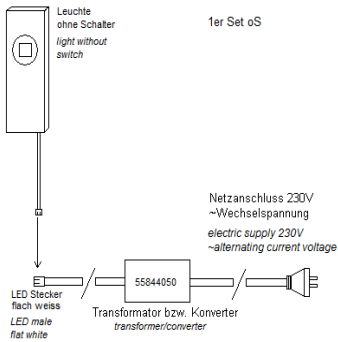 Leuchte
ohne Schalter
light without
switch
1er Set oS
Netzanschluss 230V
~Wechselspannung
electric supply 230V
~alternating current voltage
55844050
LED Stecker
flach weiss
LED male
flat white
Transformator bzw. Konverter
transformer/converter